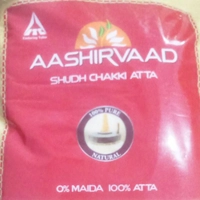 AASHIRVAAD
SHUDH CHAKKI ATTA
100% PURE
NATURAL
0% MAIDA 100% ATTA